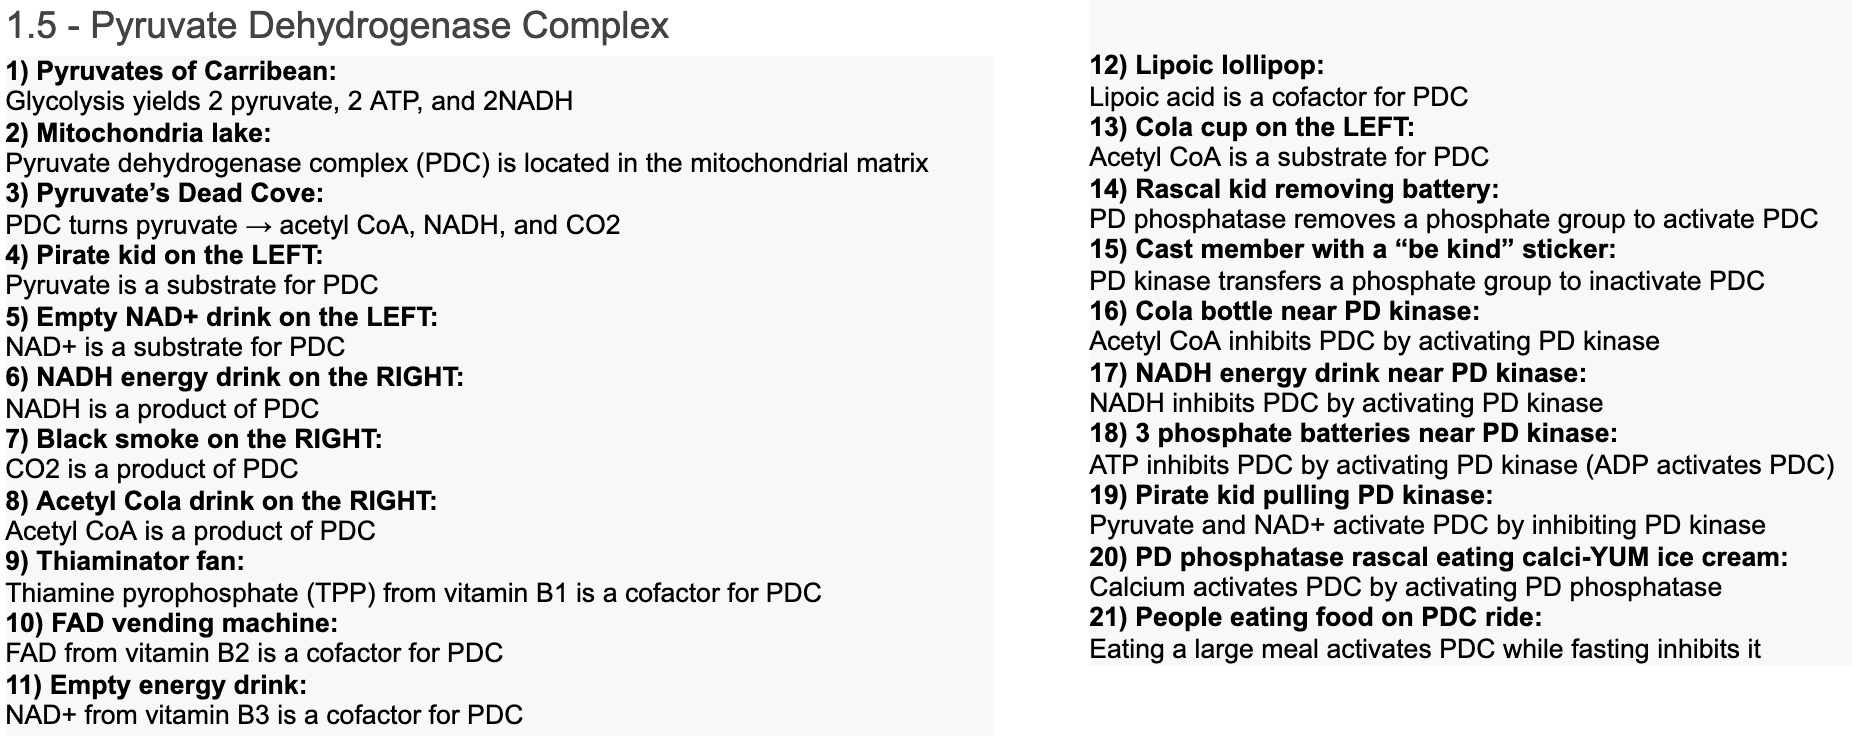 1.5 - Pyruvate Dehydrogenase Complex
1) Pyruvates of Carribean:
Glycolysis yields 2 pyruvate, 2 ATP, and 2NADH
2) Mitochondria lake:
Pyruvate dehydrogenase complex (PDC) is located in the mitochondrial matrix
3) Pyruvate's Dead Cove:
PDC turns pyruvate → acetyl CoA, NADH, and CO2
4) Pirate kid on the LEFT:
Pyruvate is a substrate for PDC
5) Empty NAD+ drink on the LEFT:
NAD+ is a substrate for PDC
6) NADH energy drink on the RIGHT:
NADH is a product of PDC
7) Black smoke on the RIGHT:
CO2 is a product of PDC
8) Acetyl Cola drink on the RIGHT:
Acetyl CoA is a product of PDC
9) Thiaminator fan:
Thiamine pyrophosphate (TPP) from vitamin B1 is a cofactor for PDC
10) FAD vending machine:
FAD from vitamin B2 is a cofactor for PDC
11) Empty energy drink:
NAD+ from vitamin B3 is a cofactor for PDC
12) Lipoic lollipop:
Lipoic acid is a cofactor for PDC
13) Cola cup on the LEFT:
Acetyl CoA is a substrate for PDC
14) Rascal kid removing battery:
PD phosphatase removes a phosphate group to activate PDC
15) Cast member with a “be kind” sticker:
PD kinase transfers a phosphate group to inactivate PDC
16) Cola bottle near PD kinase:
Acetyl CoA inhibits PDC by activating PD kinase
17) NADH energy drink near PD kinase:
NADH inhibits PDC by activating PD kinase
18) 3 phosphate batteries near PD kinase:
ATP inhibits PDC by activating PD kinase (ADP activates PDC)
19) Pirate kid pulling PD kinase:
Pyruvate and NAD+ activate PDC by inhibiting PD kinase
20) PD phosphatase rascal eating calci-YUM ice cream:
Calcium activates PDC by activating PD phosphatase
21) People eating food on PDC ride:
Eating a large meal activates PDC while fasting inhibits it